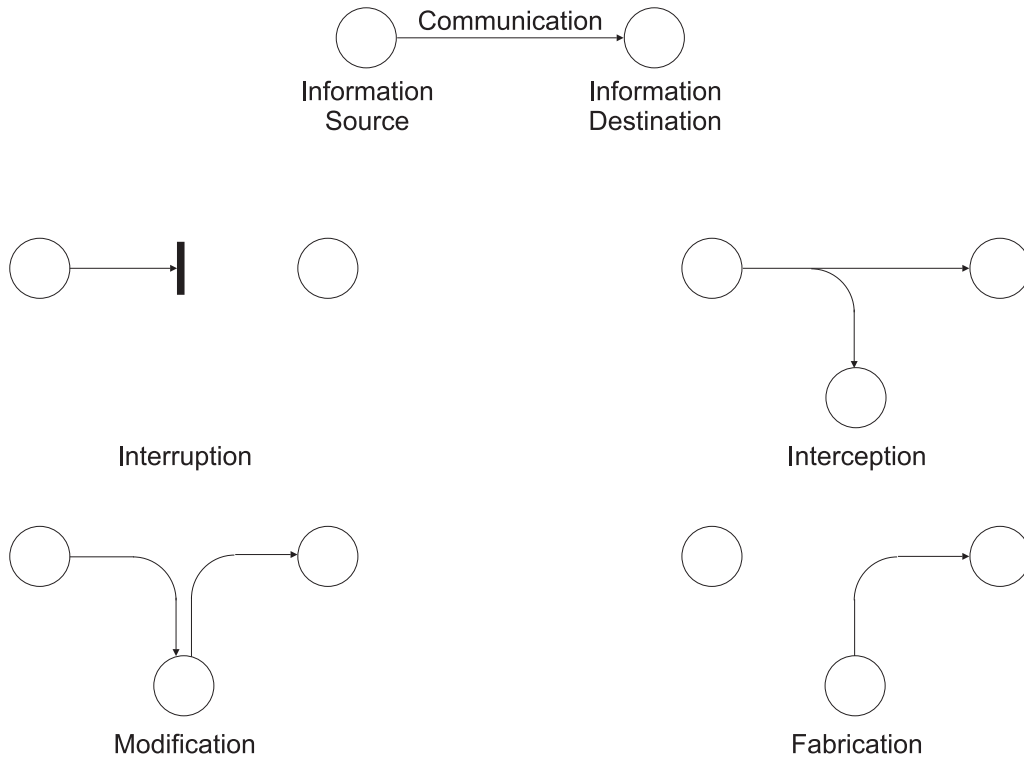 Communication
Information
Source
Information
Destination
Interruption
Interception
Modification
Fabrication